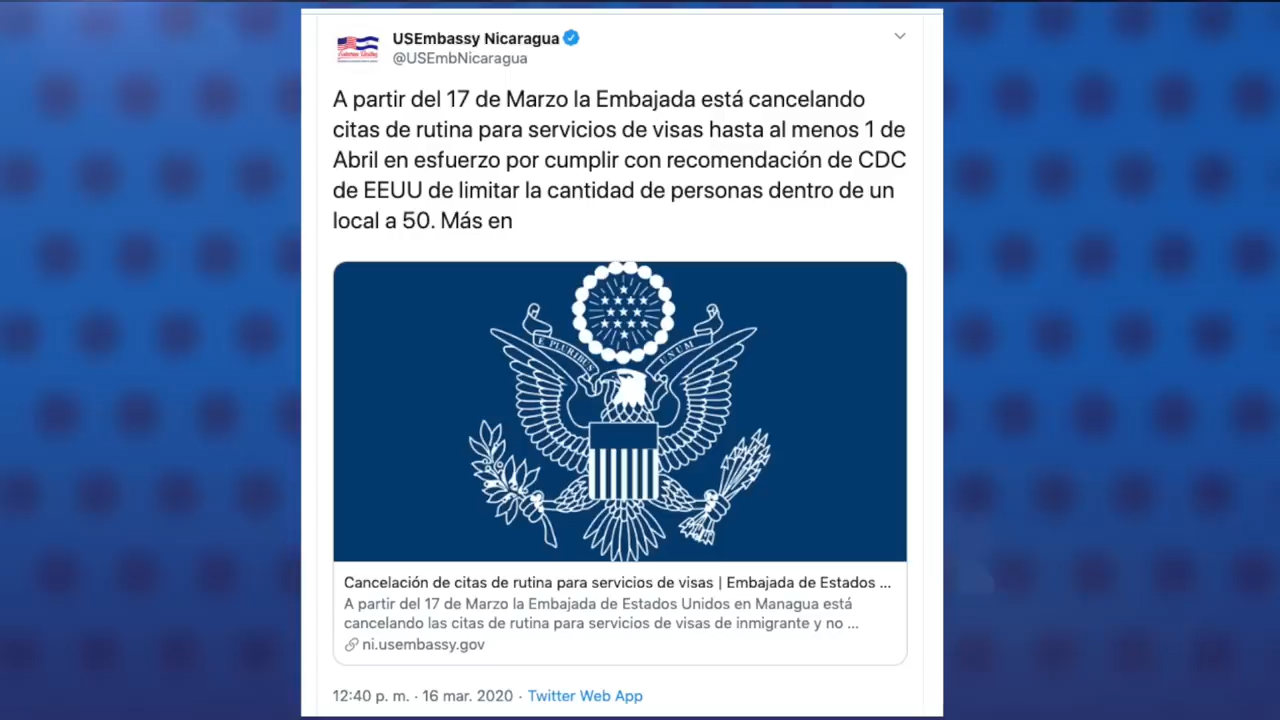 USEmbassy Nicaragua
@USEmbNicaragua
A partir del 17 de Marzo la Embajada está cancelando
citas de rutina para servicios de visas hasta al menos 1 de
Abril en esfuerzo por cumplir con recomendación de CDC
de EEUU de limitar la cantidad de personas dentro de un
local a 50. Más en
E PLURIBUS UNUM
Cancelación de citas de rutina para servicios de visas | Embajada de Estados ...
A partir del 17 de Marzo la Embajada de Estados Unidos en Managua está
cancelando las citas de rutina para servicios de visas de inmigrante y no ...
ni.usembassy.gov
12:40 p. m. · 16 mar. 2020 · Twitter Web App